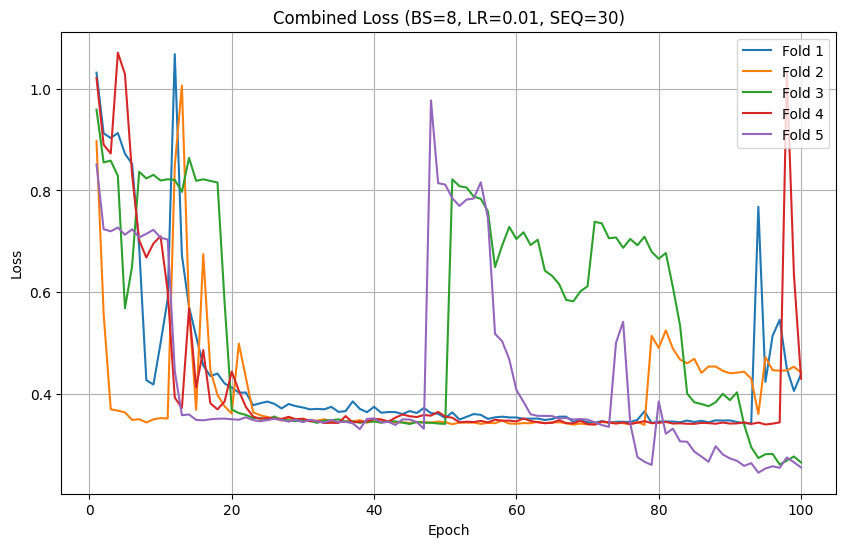 Combined Loss (BS=8, LR=0.01, SEQ=30)
Fold 1
Fold 2
Fold 3
Fold 4
Fold 5
Loss
1.0
0.8
0.6
0.4
0
20
40
60
80
100
Epoch